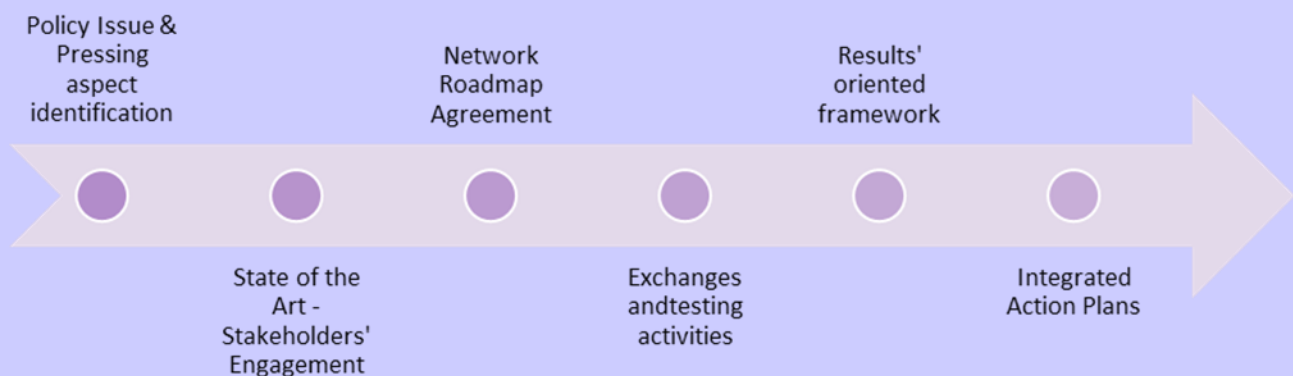 Policy Issue &
Pressing
aspect
identification
State of the
Art -
Stakeholders'
Engagement
Network
Roadmap
Agreement
Exchanges
andtesting
activities
Results'
oriented
framework
Integrated
Action Plans